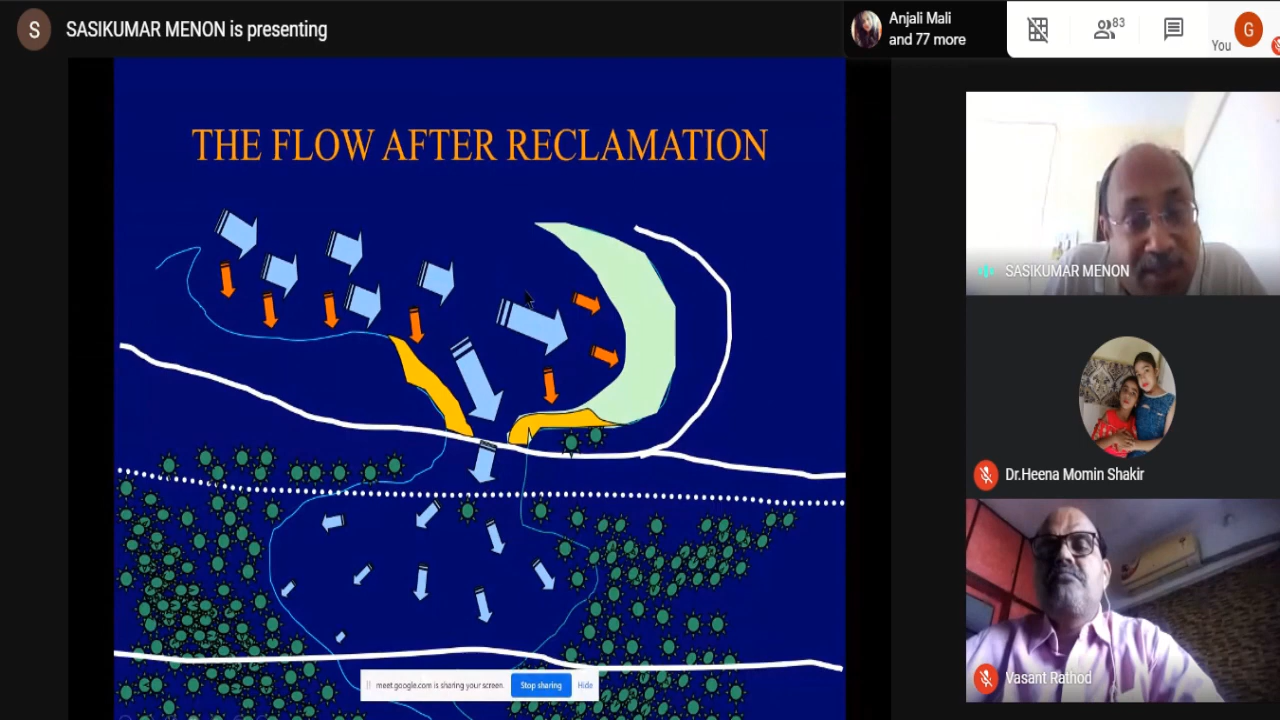 S
SASIKUMAR MENON is presenting
Anjali Mali
and 77 more
83
You
G
THE FLOW AFTER RECLAMATION
SASIKUMAR MENON
Dr.Heena Momin Shakir
Vasant Rathod
meet.google.com is sharing your screen.
Stop sharing
Hide